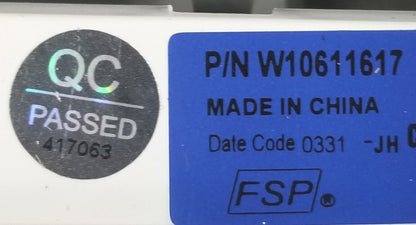 QC
PASSED
417063
P/N W10611617
MADE IN CHINA
Date Code 0331 -JH
FSP®